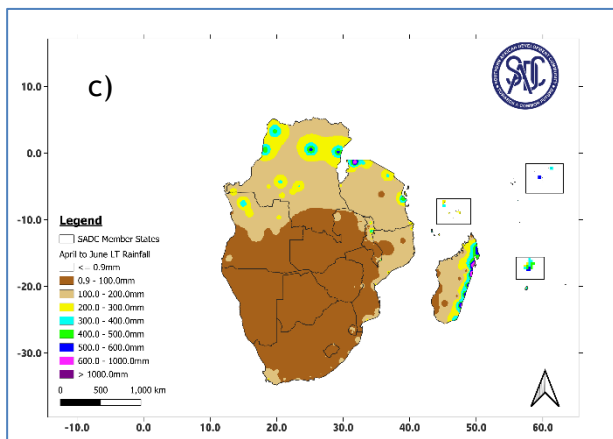 c)
SADC
10.0
0.0
-10.0
-20.0
-30.0
Legend
SADC Member States
April to June LT Rainfall
<= 0.9mm
0.9 - 100.0mm
100.0 - 200.0mm
200.0 - 300.0mm
300.0 - 400.0mm
400.0 - 500.0mm
500.0 - 600.0mm
600.0 - 1000.0mm
> 1000.0mm
0 500.0 1,000 km
-10.0 0.0 10.0 20.0 30.0 40.0 50.0 60.0